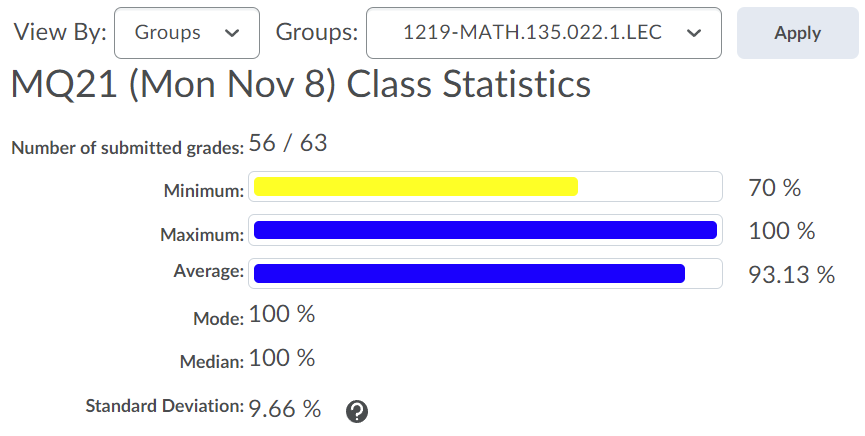 View By: Groups Groups: 1219-MATH.135.022.1.LEC Apply
MQ21 (Mon Nov 8) Class Statistics
Number of submitted grades: 56 / 63
Minimum: 70 %
Maximum: 100 %
Average: 93.13 %
Mode: 100 %
Median: 100 %
Standard Deviation: 9.66 % ?